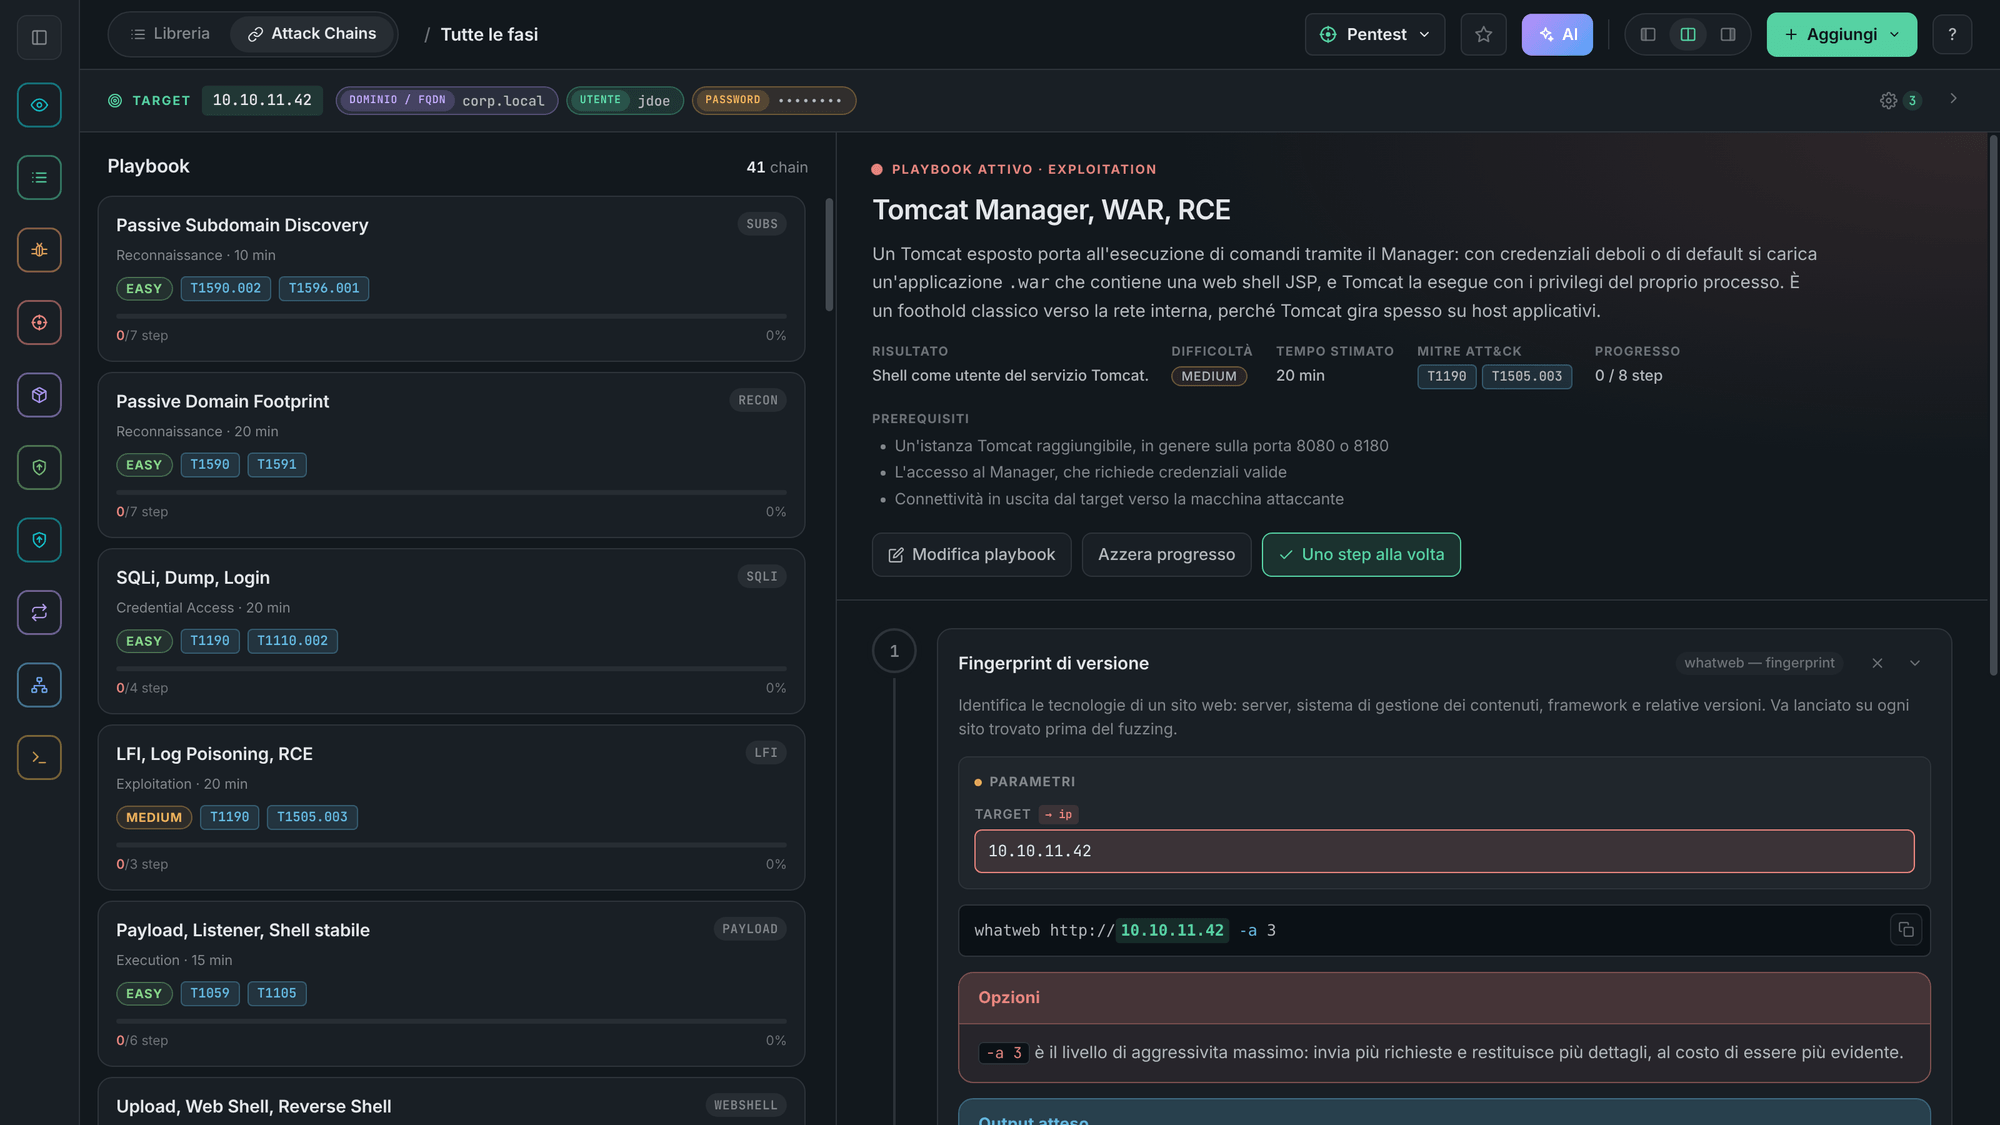 Libreria
Attack Chains
/ Tutte le fasi
Pentest
AI
+ Aggiungi
?
TARGET
10.10.11.42
DOMINIO / FQDN corp.local
UTENTE jdoe
PASSWORD ••••••••
3
Playbook
41 chain
Passive Subdomain Discovery
SUBS
Reconnaissance · 10 min
EASY T1590.002 T1596.001
0/7 step
0%
Passive Domain Footprint
RECON
Reconnaissance · 20 min
EASY T1590 T1591
0/7 step
0%
SQLi, Dump, Login
SQLI
Credential Access · 20 min
EASY T1190 T1110.002
0/4 step
0%
LFI, Log Poisoning, RCE
LFI
Exploitation · 20 min
MEDIUM T1190 T1505.003
0/3 step
0%
Payload, Listener, Shell stabile
PAYLOAD
Execution · 15 min
EASY T1059 T1105
0/6 step
0%
Upload, Web Shell, Reverse Shell
WEBSHELL
PLAYBOOK ATTIVO · EXPLOITATION
Tomcat Manager, WAR, RCE
Un Tomcat esposto porta all'esecuzione di comandi tramite il Manager: con credenziali deboli o di default si carica
un'applicazione .war che contiene una web shell JSP, e Tomcat la esegue con i privilegi del proprio processo. È
un foothold classico verso la rete interna, perché Tomcat gira spesso su host applicativi.
RISULTATO
Shell come utente del servizio Tomcat.
DIFFICOLTÀ
MEDIUM
TEMPO STIMATO
20 min
MITRE ATT&CK
T1190 T1505.003
PROGRESSO
0 / 8 step
PREREQUISITI
• Un'istanza Tomcat raggiungibile, in genere sulla porta 8080 o 8180
• L'accesso al Manager, che richiede credenziali valide
• Connettività in uscita dal target verso la macchina attaccante
Modifica playbook
Azzera progresso
Uno step alla volta
1
Fingerprint di versione
whatweb — fingerprint
Identifica le tecnologie di un sito web: server, sistema di gestione dei contenuti, framework e relative versioni. Va lanciato su ogni
sito trovato prima del fuzzing.
PARAMETRI
TARGET → ip
10.10.11.42
whatweb http://10.10.11.42 -a 3
Opzioni
-a 3 è il livello di aggressivita massimo: invia più richieste e restituisce più dettagli, al costo di essere più evidente.
Output atteso